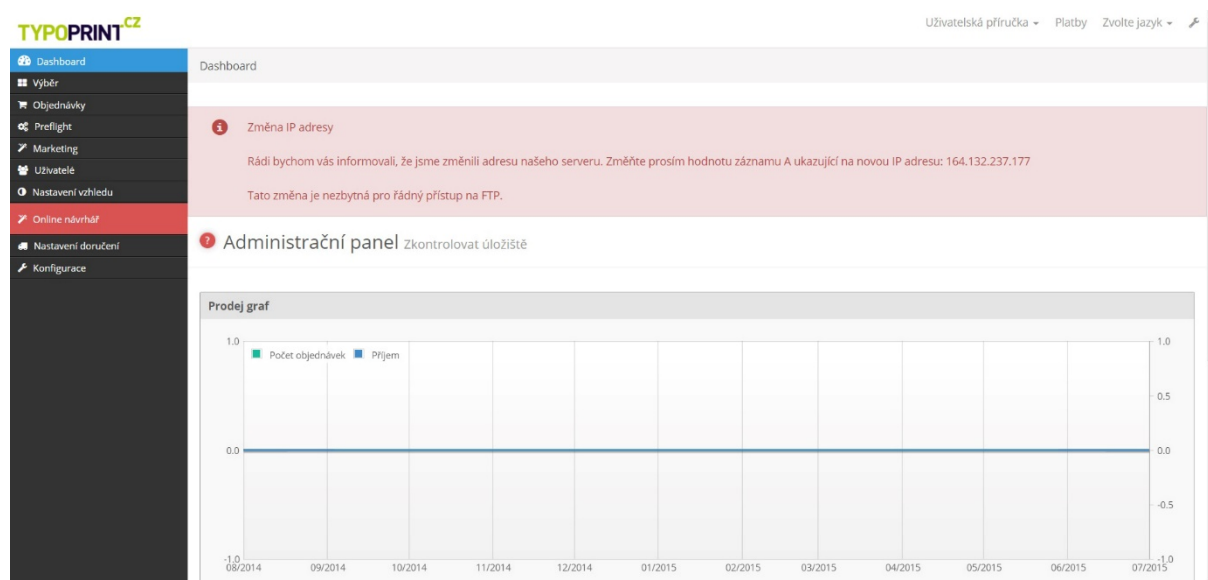 TYPOPRINT.CZ
Uživatelská příručka Platby Zvolte jazyk
Dashboard
Výběr
Objednávky
Preflight
Marketing
Uživatelé
Nastavení vzhledu
Online návrhář
Nastavení doručení
Konfigurace
Dashboard
Změna IP adresy
Rádi bychom vás informovali, že jsme změnili adresu našeho serveru. Změňte prosím hodnotu záznamu A ukazující na novou IP adresu: 164.132.237.177
Tato změna je nezbytná pro řádný přístup na FTP.
Administrační panel Zkontrolovat úložiště
Prodej graf
Počet objednávek Příjem
1.0
0.0
-1.0
1.0
0.5
0.0
-0.5
-1.0
08/2014 09/2014 10/2014 11/2014 12/2014 01/2015 02/2015 03/2015 04/2015 05/2015 06/2015 07/2015